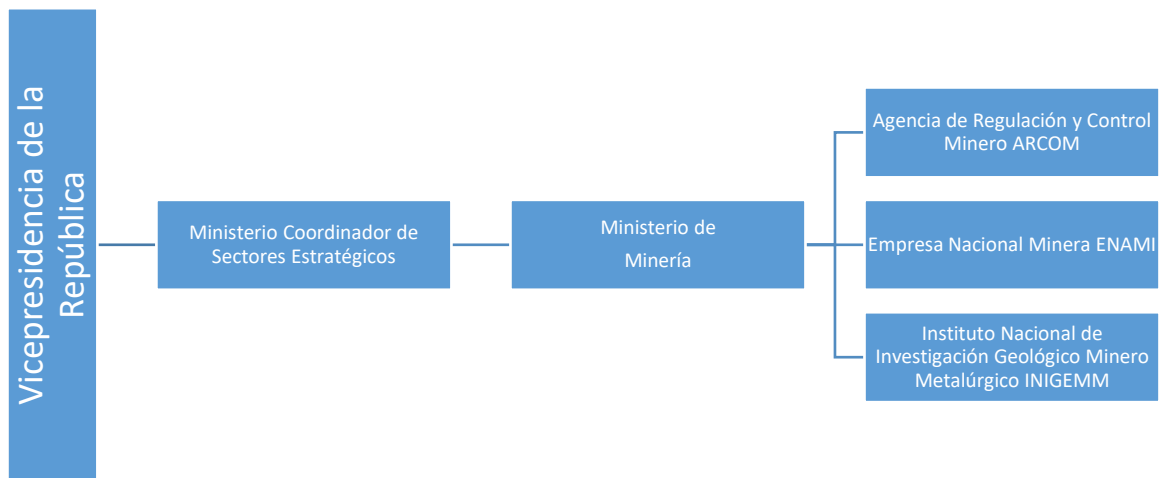 Vicepresidencia de la
República
Ministerio Coordinador de
Sectores Estratégicos
Ministerio de
Minería
Agencia de Regulación y Control
Minero ARCOM
Empresa Nacional Minera ENAMI
Instituto Nacional de
Investigación Geológico Minero
Metalúrgico INIGEMM